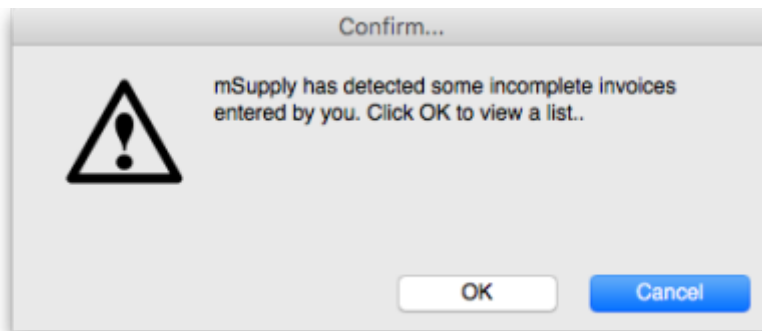 Confirm...
mSupply has detected some incomplete invoices
entered by you. Click OK to view a list..
OK
Cancel